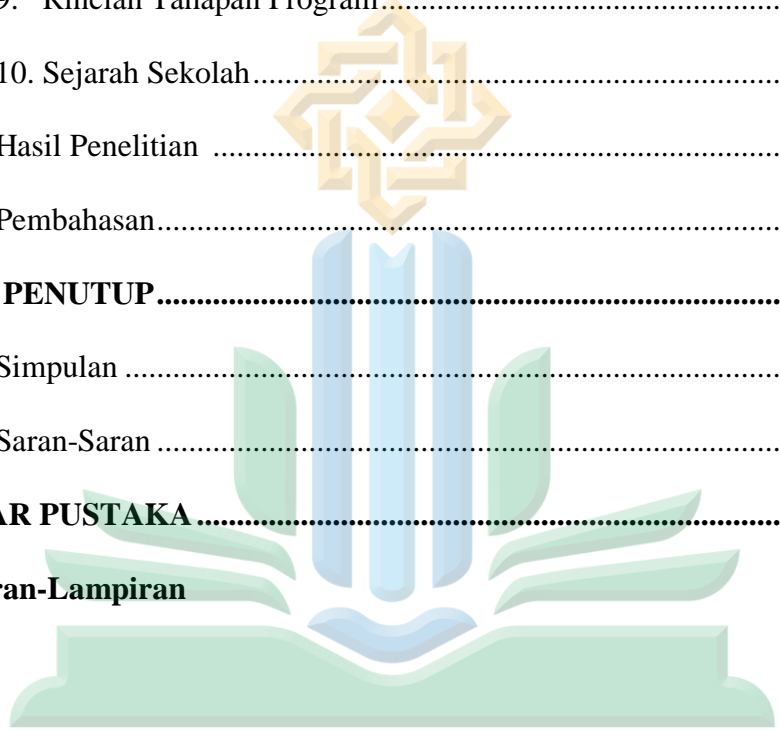 9. Rincian Tahapan Program..................................................
10. Sejarah Sekolah..................................................................
Hasil Penelitian .......................................................................
Pembahasan..............................................................................
PENUTUP...............................................................................
Simpulan .................................................................................
Saran-Saran .............................................................................
AR PUSTAKA .........................................................................
ran-Lampiran